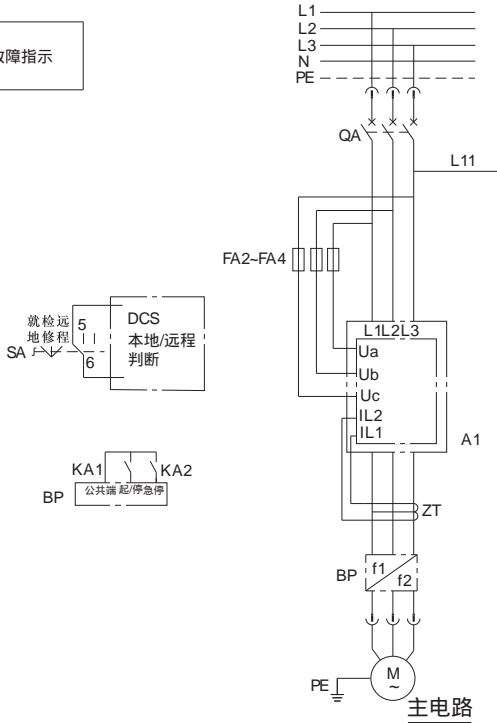 障指示
L1
L2
L3
N
PE
QA
L11
FA2~FA4
L1L2L3
Ua
Ub
Uc
IL2
IL1
A1
ZT
BP
f1
f2
M
~
PE
主电路
就检远
地修程
SA
5
6
DCS
本地/远程
判断
KA1
KA2
BP
公共端 起/停急停